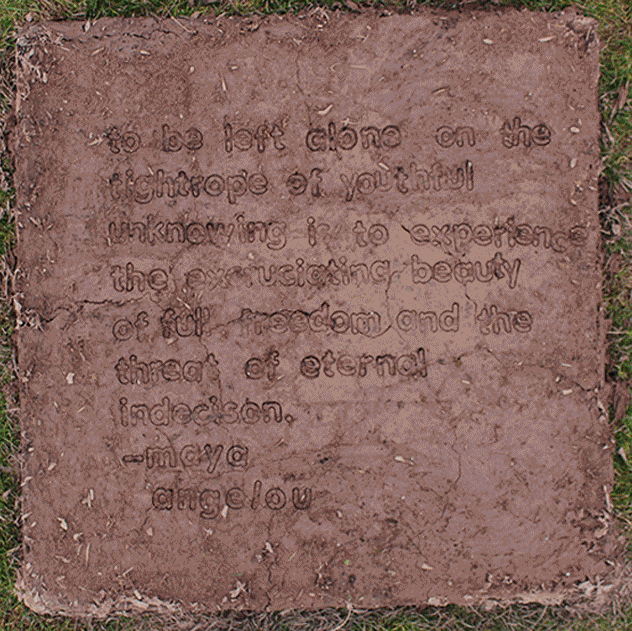 to be left alone on the
tightrope of youthful
unknowing is to experience
the excruciating beauty
of full freedom and the
threat of eternal
indecison.
-maya
angelou